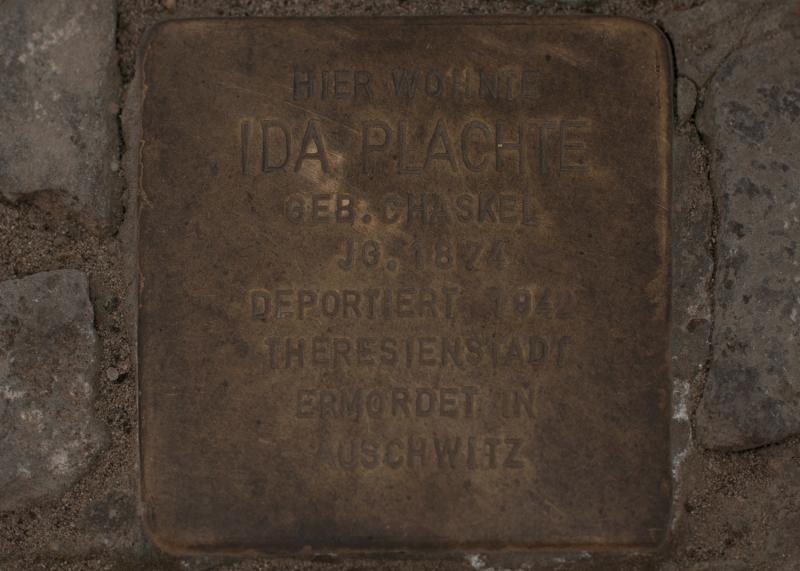 HIER WOHNTE
IDA PLACHTE
GEB. CHASKEL
JG. 1874
DEPORTIERT 1942
THERESIENSTADT
ERMORDET IN
AUSCHWITZ